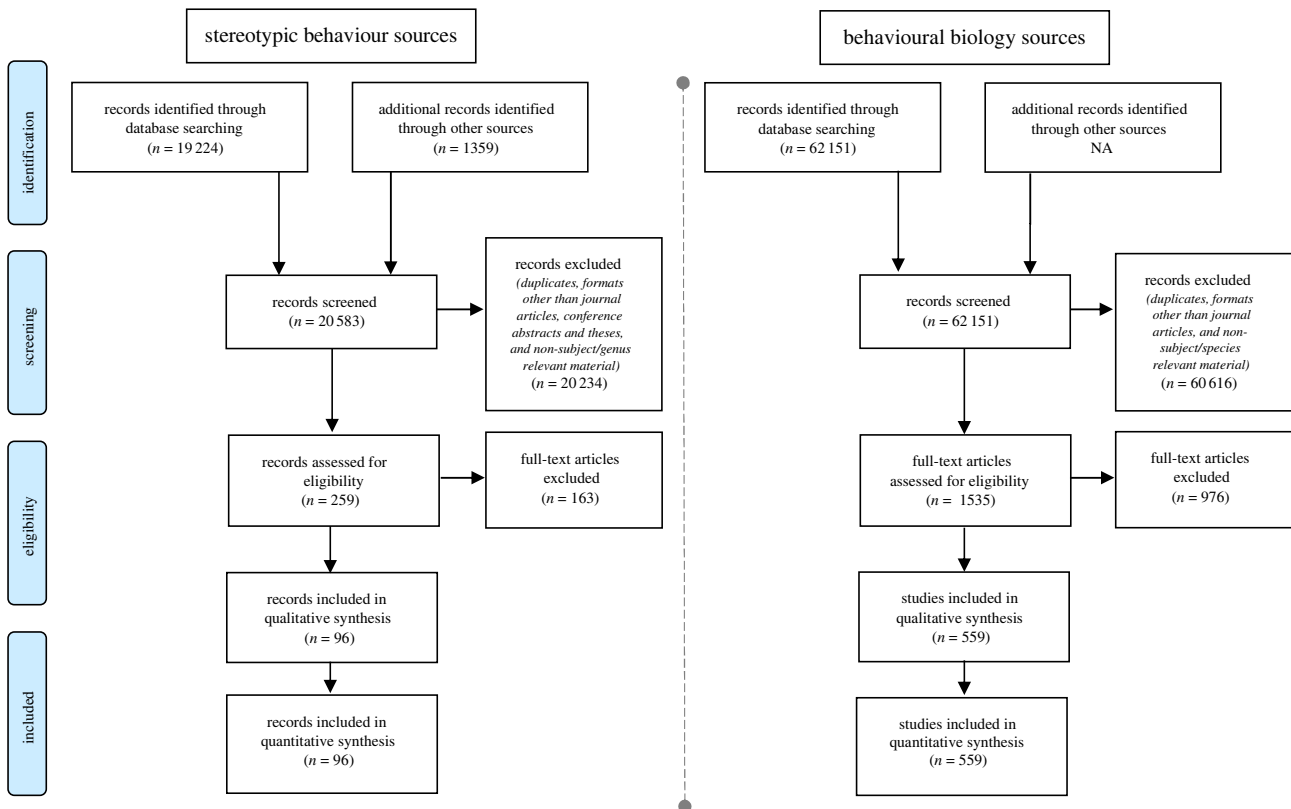 stereotypic behaviour sources
behavioural biology sources
identification
records identified through
database searching
(n = 19 224)
additional records identified
through other sources
(n = 1359)
records identified through
database searching
(n = 62 151)
additional records identified
through other sources
NA
screening
records screened
(n = 20 583)
records excluded
(duplicates, formats
other than journal
articles, conference
abstracts and theses,
and non-subject/genus
relevant material)
(n = 20 234)
records screened
(n = 62 151)
records excluded
(duplicates, formats
other than journal
articles, and non-
subject/species
relevant material)
(n = 60 616)
eligibility
records assessed for
eligibility
(n = 259)
full-text articles
excluded
(n = 163)
full-text articles
assessed for eligibility
(n = 1535)
full-text articles
excluded
(n = 976)
records included in
qualitative synthesis
(n = 96)
studies included in
qualitative synthesis
(n = 559)
included
records included in
quantitative synthesis
(n = 96)
studies included in
quantitative synthesis
(n = 559)